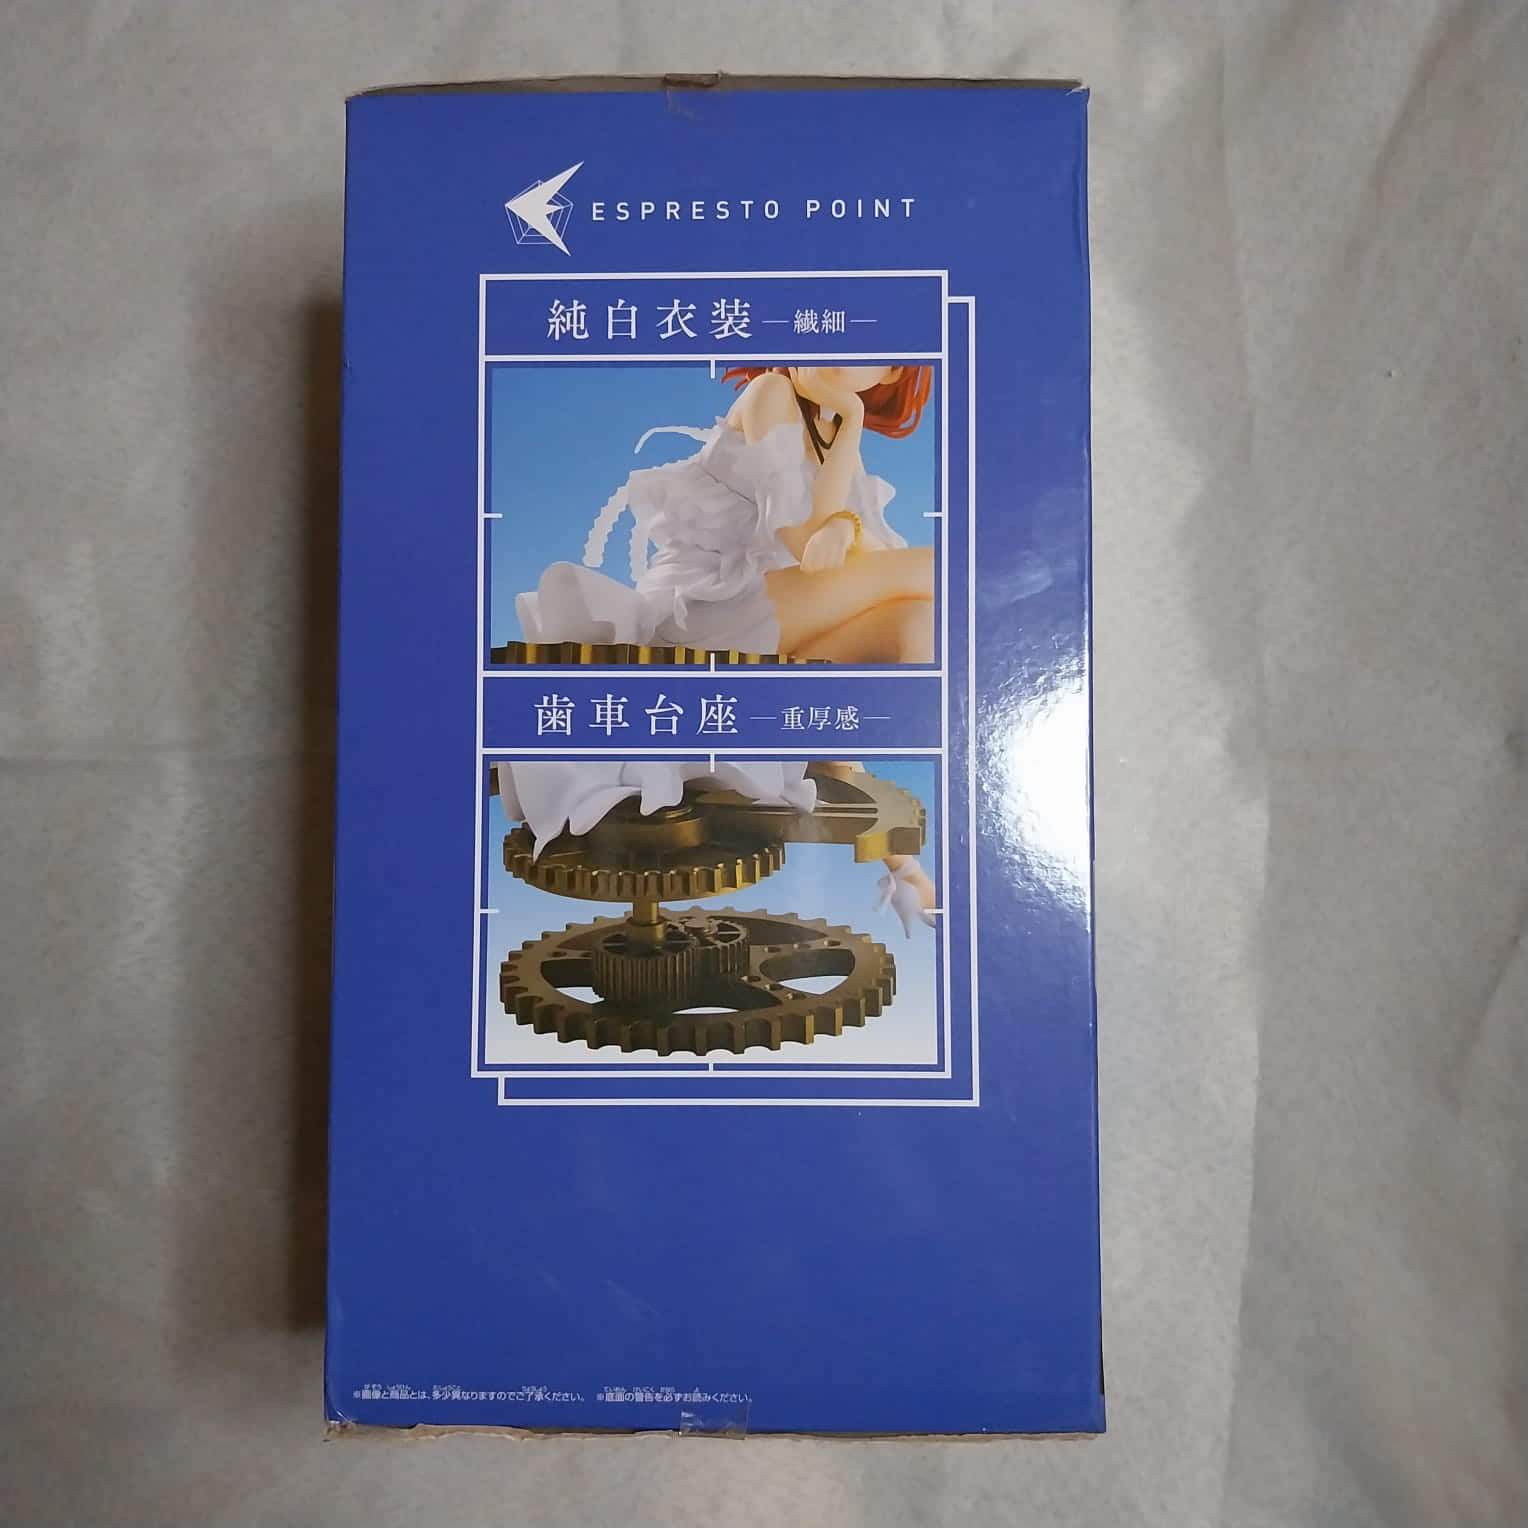 ESPRESTO POINT
純白衣装 ―繊細―
歯車台座 ―重厚感―
※画像と商品とは、多少異なりますのでご了承ください。 ※底面の警告を必ずお読みください。